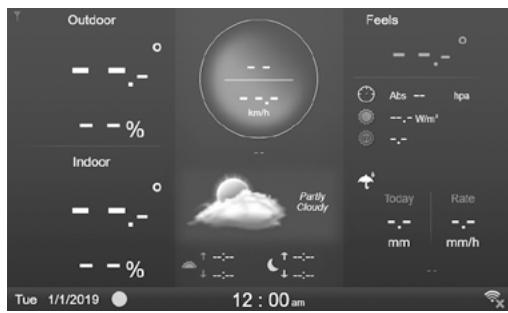 Outdoor
-- --.-°
-- --%
Indoor
-- --.-°
-- --%
-- --
-- --.-
km/h
--
Partly
Cloudy
↑ --:--
↓ --:--
↑ --:--
↓ --:--
Feels
-- --.-°
Abs -- hpa
--.- W/m²
--.-
Today Rate
--.- --.-
mm mm/h
--
Tue 1/1/2019 12 : 00 am